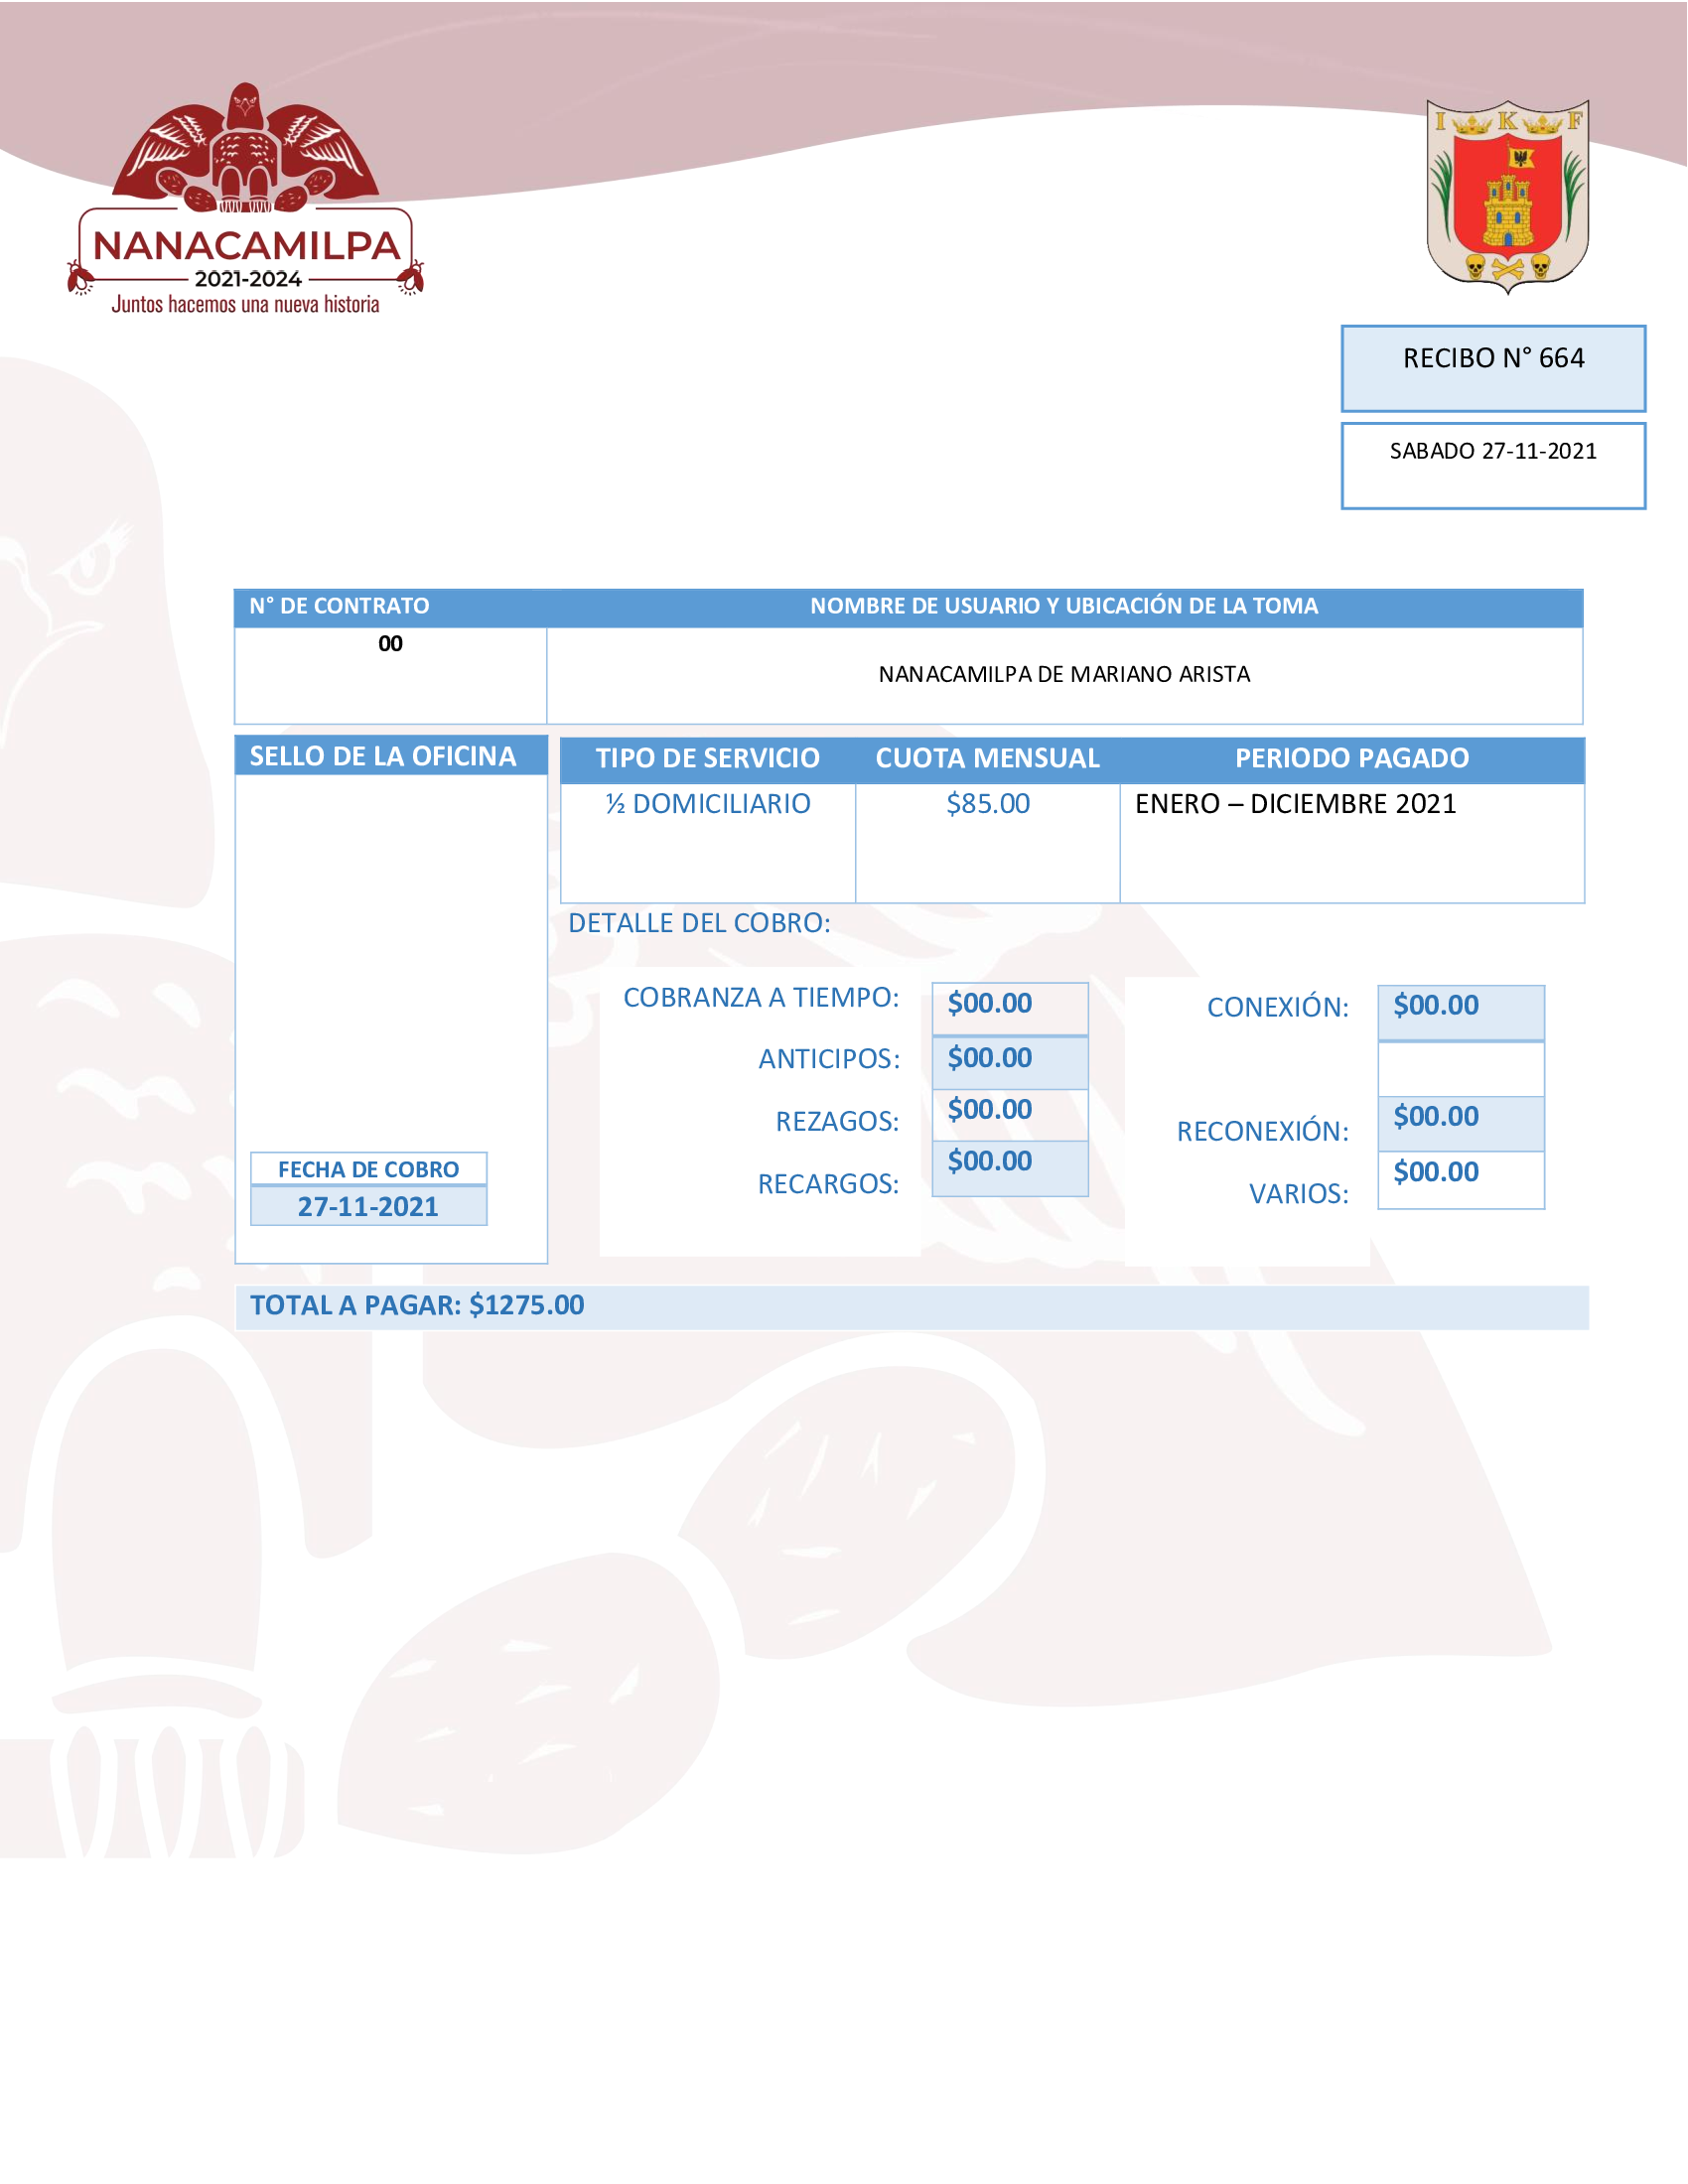 NANACAMILPA
2021-2024
Juntos hacemos una nueva historia
I K F
RECIBO N° 664
SABADO 27-11-2021
N° DE CONTRATO NOMBRE DE USUARIO Y UBICACIÓN DE LA TOMA
00
NANACAMILPA DE MARIANO ARISTA
SELLO DE LA OFICINA
TIPO DE SERVICIO CUOTA MENSUAL PERIODO PAGADO
½ DOMICILIARIO $85.00 ENERO – DICIEMBRE 2021
DETALLE DEL COBRO:
COBRANZA A TIEMPO: $00.00
ANTICIPOS: $00.00
REZAGOS: $00.00
RECARGOS: $00.00
CONEXIÓN: $00.00
RECONEXIÓN: $00.00
VARIOS: $00.00
FECHA DE COBRO
27-11-2021
TOTAL A PAGAR: $1275.00